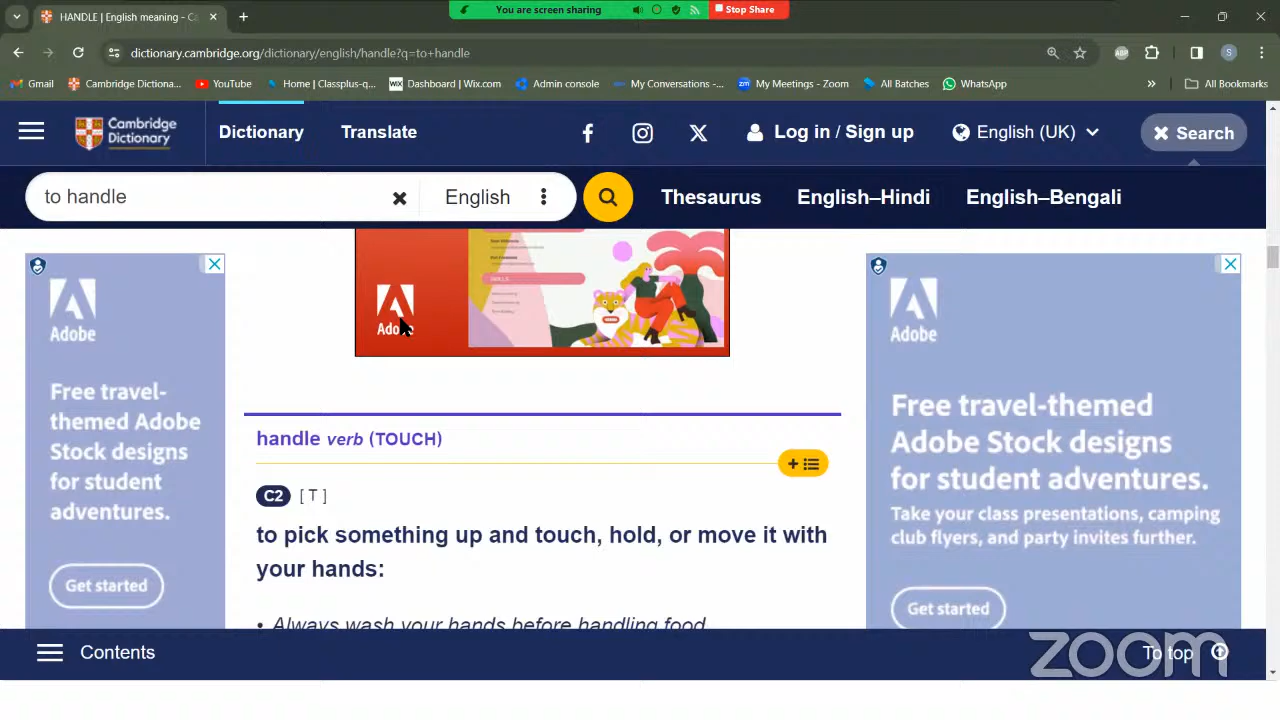 HANDLE | English meaning - Ca
You are screen sharing
Stop Share
dictionary.cambridge.org/dictionary/english/handle?q=to+handle
S
Gmail
Cambridge Dictiona...
YouTube
Home | Classplus-q...
WIX Dashboard | Wix.com
Admin console
My Conversations -...
zm My Meetings - Zoom
All Batches
WhatsApp
»
All Bookmarks
Cambridge
Dictionary
Dictionary
Translate
Log in / Sign up
English (UK)
Search
to handle
English
Thesaurus
English–Hindi
English–Bengali
Adobe
Free travel-
themed Adobe
Stock designs
for student
adventures.
Get started
SKILLS
Adobe
handle verb (TOUCH)
C2 [ T ]
to pick something up and touch, hold, or move it with
your hands:
• Always wash your hands before handling food.
Adobe
Free travel-themed
Adobe Stock designs
for student adventures.
Take your class presentations, camping
club flyers, and party invites further.
Get started
Contents
To top
zoom